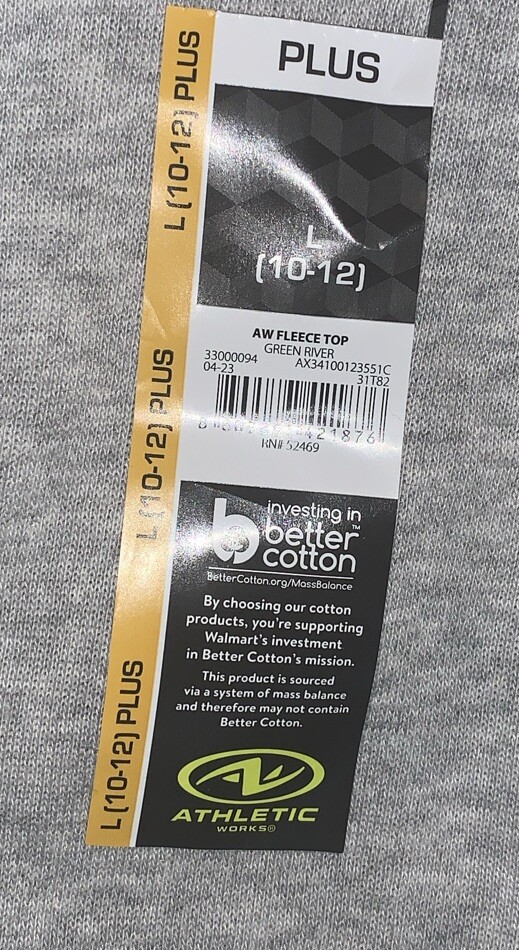 PLUS
L
(10-12)
AW FLEECE TOP
GREEN RIVER
33000094 AX34100123551C
04-23 31T82
421876
RN# 52469
investing in
better™
cotton
BetterCotton.org/MassBalance
By choosing our cotton
products, you're supporting
Walmart's investment
in Better Cotton's mission.
This product is sourced
via a system of mass balance
and therefore may not contain
Better Cotton.
ATHLETIC
WORKS®
L (10-12) PLUS
L (10-12) PLUS
L (10-12) PLUS